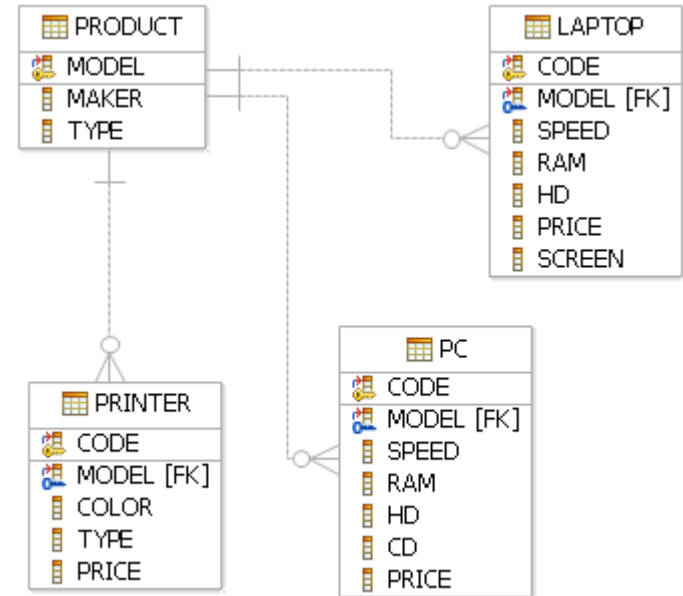 PRODUCT
MODEL
MAKER
TYPE
LAPTOP
CODE
MODEL [FK]
SPEED
RAM
HD
PRICE
SCREEN
PRINTER
CODE
MODEL [FK]
COLOR
TYPE
PRICE
PC
CODE
MODEL [FK]
SPEED
RAM
HD
CD
PRICE